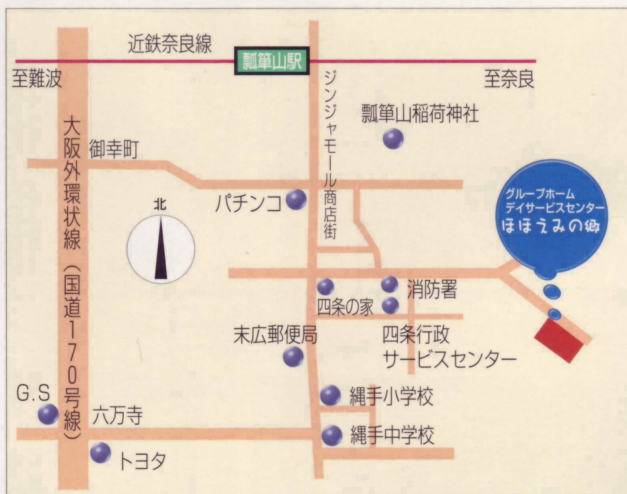 近鉄奈良線
瓢箪山駅
至難波
至奈良
ジンジャモール商店街
瓢箪山稲荷神社
大阪外環状線(国道170号線)
御幸町
パチンコ
北
グループホーム
デイサービスセンター
ほほえみの郷
消防署
四条の家
末広郵便局
四条行政
サービスセンター
G.S
六万寺
縄手小学校
縄手中学校
トヨタ